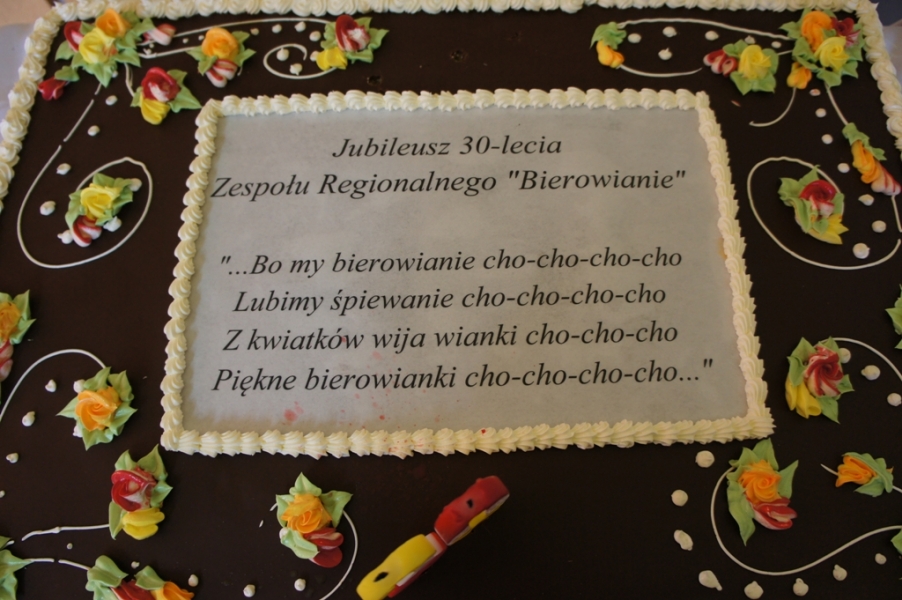 Jubileusz 30-lecia
Zespołu Regionalnego "Bierowianie"
"...Bo my bierowianie cho-cho-cho-cho
Lubimy śpiewanie cho-cho-cho-cho
Z kwiatków wija wianki cho-cho-cho
Piękne bierowianki cho-cho-cho-cho..."